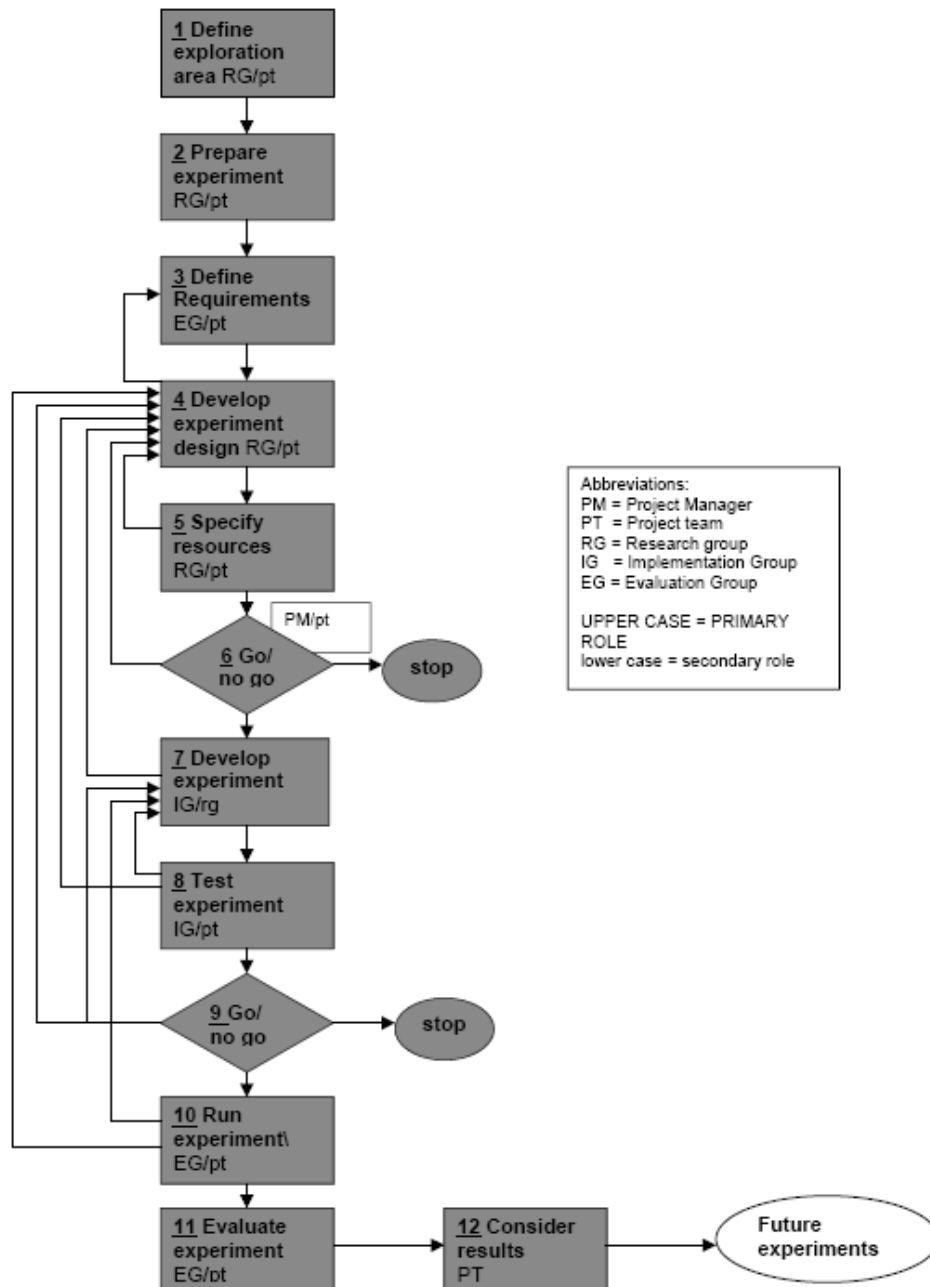 1 Define
exploration
area RG/pt
2 Prepare
experiment
RG/pt
3 Define
Requirements
EG/pt
4 Develop
experiment
design RG/pt
5 Specify
resources
RG/pt
PM/pt
6 Go/
no go
stop
Abbreviations:
PM = Project Manager
PT = Project team
RG = Research group
IG = Implementation Group
EG = Evaluation Group
UPPER CASE = PRIMARY
ROLE
lower case = secondary role
7 Develop
experiment
IG/rg
8 Test
experiment
IG/pt
9 Go/
no go
stop
10 Run
experiment\
EG/pt
11 Evaluate
experiment
EG/pt
12 Consider
results
PT
Future
experiments